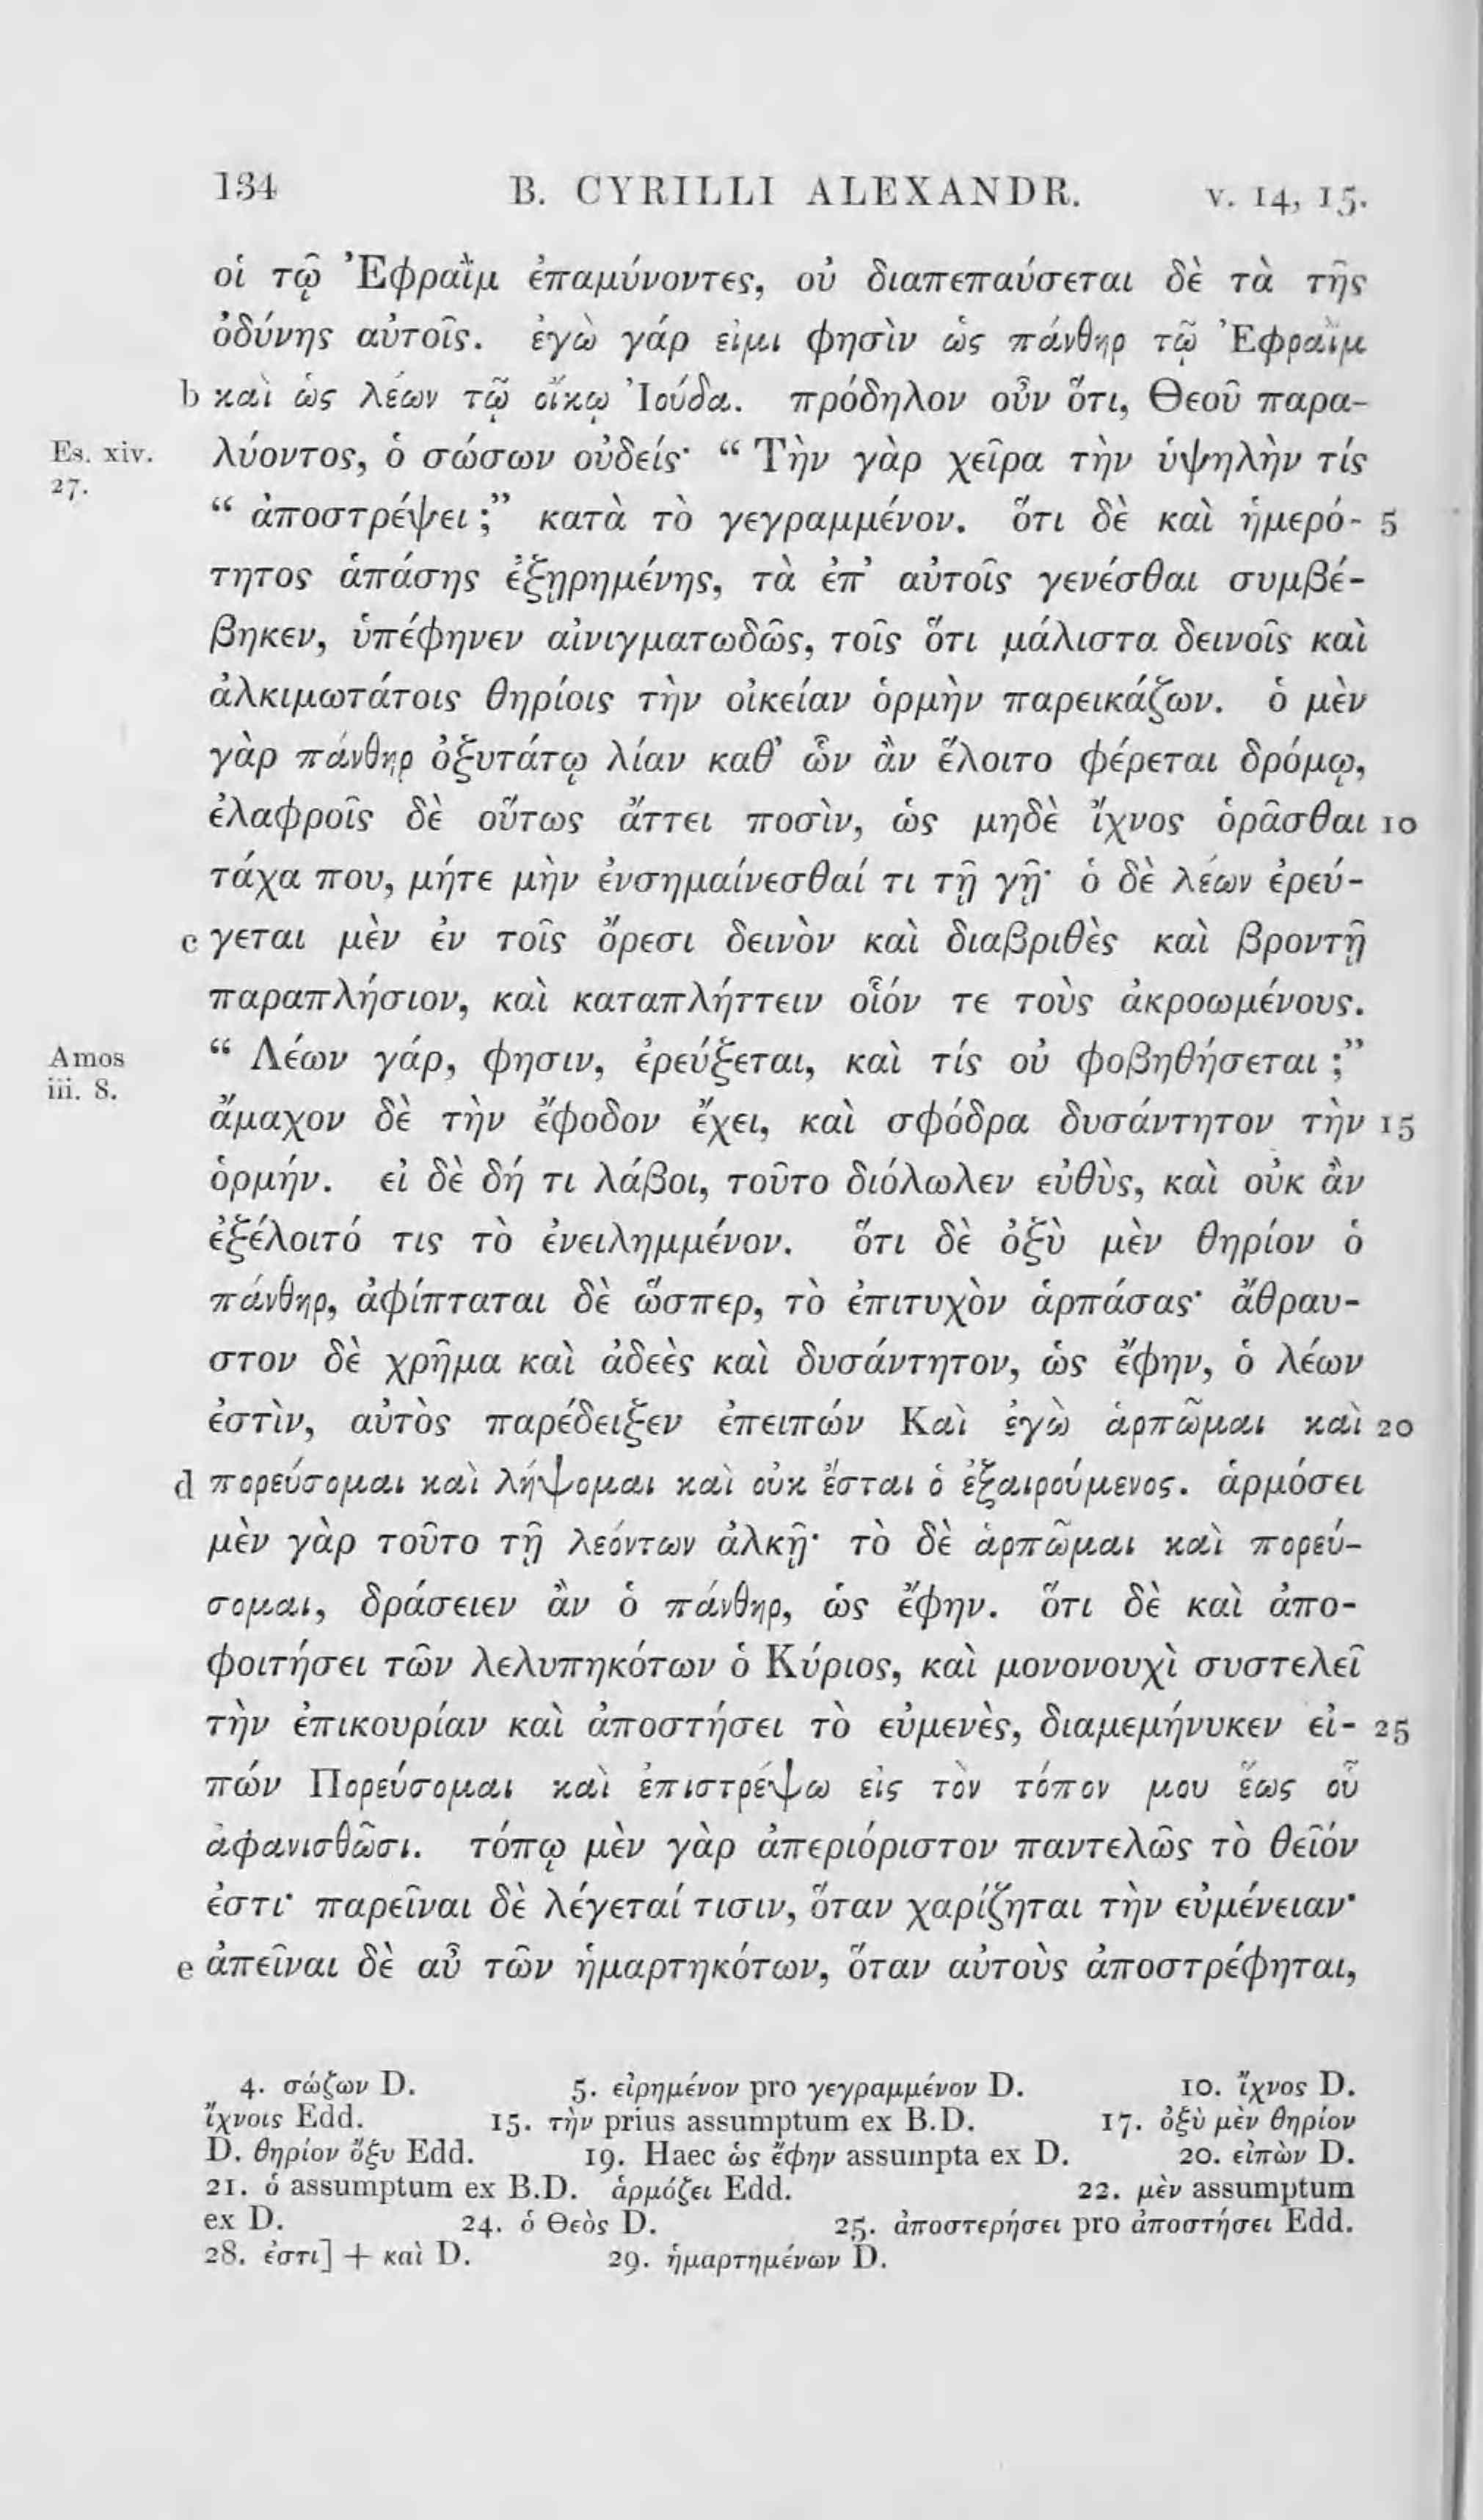 134 B. CYRILLI ALEXANDR. v. 14, 15.
οἱ τῷ Ἐφραῒμ ἐπαμύνοντες, οὐ διαπεπαύσεται δὲ τὰ τῆς
ὀδύνης αὐτοῖς. ἐγὼ γάρ εἰμι φησὶν ὡς πάνθηρ τῷ Ἐφραῒμ
b καὶ ὡς λέων τῷ οἴκῳ Ἰούδα. πρόδηλον οὖν ὅτι, Θεοῦ παρα-
Es. xiv. 27. λύοντος, ὁ σώσων οὐδείς· “ Τὴν γὰρ χεῖρα τὴν ὑψηλὴν τίς
“ ἀποστρέψει ;” κατὰ τὸ γεγραμμένον. ὅτι δὲ καὶ ἡμερό- 5
τητος ἁπάσης ἐξῃρημένης, τὰ ἐπ’ αὐτοῖς γενέσθαι συμβέ-
βηκεν, ὑπέφηνεν αἰνιγματωδῶς, τοῖς ὅτι μάλιστα δεινοῖς καὶ
ἀλκιμωτάτοις θηρίοις τὴν οἰκείαν ὁρμὴν παρεικάζων. ὁ μὲν
γὰρ πάνθηρ ὀξυτάτῳ λίαν καθ’ ὧν ἂν ἕλοιτο φέρεται δρόμῳ,
ἐλαφροῖς δὲ οὕτως ἄττει ποσὶν, ὡς μηδὲ ἴχνος ὁρᾶσθαι 10
τάχα που, μήτε μὴν ἐνσημαίνεσθαί τι τῇ γῇ· ὁ δὲ λέων ἐρεύ-
c γεται μὲν ἐν τοῖς ὄρεσι δεινὸν καὶ διαβριθὲς καὶ βροντῇ
παραπλήσιον, καὶ καταπλήττειν οἷόν τε τοὺς ἀκροωμένους.
Amos iii. 8. “ Λέων γάρ, φησιν, ἐρεύξεται, καὶ τίς οὐ φοβηθήσεται ;”
ἄμαχον δὲ τὴν ἔφοδον ἔχει, καὶ σφόδρα δυσάντητον τὴν 15
ὁρμήν. εἰ δὲ δή τι λάβοι, τοῦτο διόλωλεν εὐθὺς, καὶ οὐκ ἂν
ἐξέλοιτό τις τὸ ἐνειλημμένον. ὅτι δὲ ὀξὺ μὲν θηρίον ὁ
πάνθηρ, ἀφίπταται δὲ ὥσπερ, τὸ ἐπιτυχὸν ἁρπάσας· ἄθραυ-
στον δὲ χρῆμα καὶ ἀδεὲς καὶ δυσάντητον, ὡς ἔφην, ὁ λέων
ἐστὶν, αὐτὸς παρέδειξεν ἐπειπών Καὶ ἐγὼ ἁρπῶμαι καὶ 20
d πορεύσομαι καὶ λήψομαι καὶ οὐκ ἔσται ὁ ἐξαιρούμενος. ἁρμόσει
μὲν γὰρ τοῦτο τῇ λεόντων ἀλκῇ· τὸ δὲ ἁρπῶμαι καὶ πορεύ-
σομαι, δράσειεν ἂν ὁ πάνθηρ, ὡς ἔφην. ὅτι δὲ καὶ ἀπο-
φοιτήσει τῶν λελυπηκότων ὁ Κύριος, καὶ μονονουχὶ συστελεῖ
τὴν ἐπικουρίαν καὶ ἀποστήσει τὸ εὐμενὲς, διαμεμήνυκεν εἰ- 25
πών Πορεύσομαι καὶ ἐπιστρέψω εἰς τὸν τόπον μου ἕως οὗ
ἀφανισθῶσι. τόπῳ μὲν γὰρ ἀπεριόριστον παντελῶς τὸ θεῖόν
ἐστι· παρεῖναι δὲ λέγεταί τισιν, ὅταν χαρίζηται τὴν εὐμένειαν·
e ἀπεῖναι δὲ αὖ τῶν ἡμαρτηκότων, ὅταν αὐτοὺς ἀποστρέφηται,
4. σώζων D. 5. εἰρημένον pro γεγραμμένον D. 10. ἴχνος D.
ἴχνοις Edd. 15. τὴν prius assumptum ex B.D. 17. ὀξὺ μὲν θηρίον
D. θηρίον ὄξυ Edd. 19. Haec ὡς ἔφην assumpta ex D. 20. εἰπὼν D.
21. ὁ assumptum ex B.D. ἁρμόζει Edd. 22. μὲν assumptum
ex D. 24. ὁ Θεὸς D. 25. ἀποστερήσει pro ἀποστήσει Edd.
28. ἐστι] + καὶ D. 29. ἡμαρτημένων D.